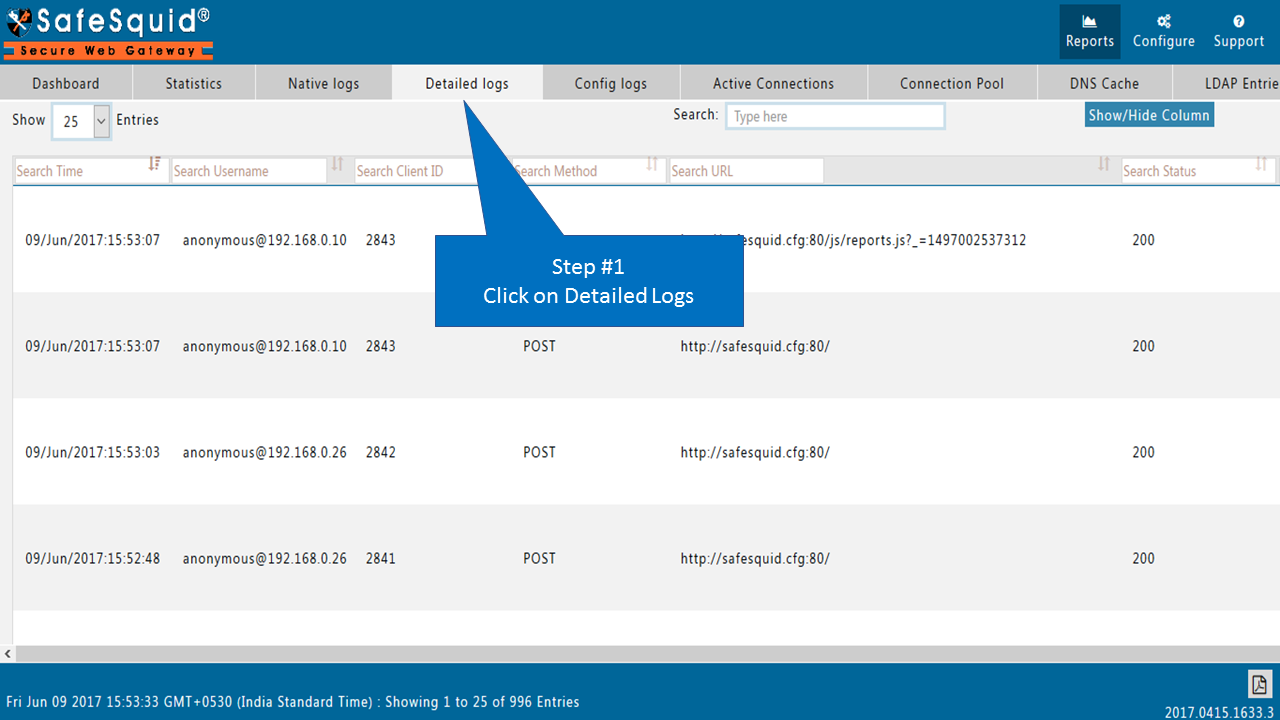 SafeSquid®
Secure Web Gateway
Reports Configure Support
Dashboard Statistics Native logs Detailed logs Config logs Active Connections Connection Pool DNS Cache LDAP Entrie
Show 25 Entries Search: Type here Show/Hide Column
Search Time Search Username Search Client ID Search Method Search URL Search Status
09/Jun/2017:15:53:07 anonymous@192.168.0.10 2843 esquid.cfg:80/js/reports.js?_=1497002537312 200
Step #1
Click on Detailed Logs
09/Jun/2017:15:53:07 anonymous@192.168.0.10 2843 POST http://safesquid.cfg:80/ 200
09/Jun/2017:15:53:03 anonymous@192.168.0.26 2842 POST http://safesquid.cfg:80/ 200
09/Jun/2017:15:52:48 anonymous@192.168.0.26 2841 POST http://safesquid.cfg:80/ 200
Fri Jun 09 2017 15:53:33 GMT+0530 (India Standard Time) : Showing 1 to 25 of 996 Entries
2017.0415.1633.3